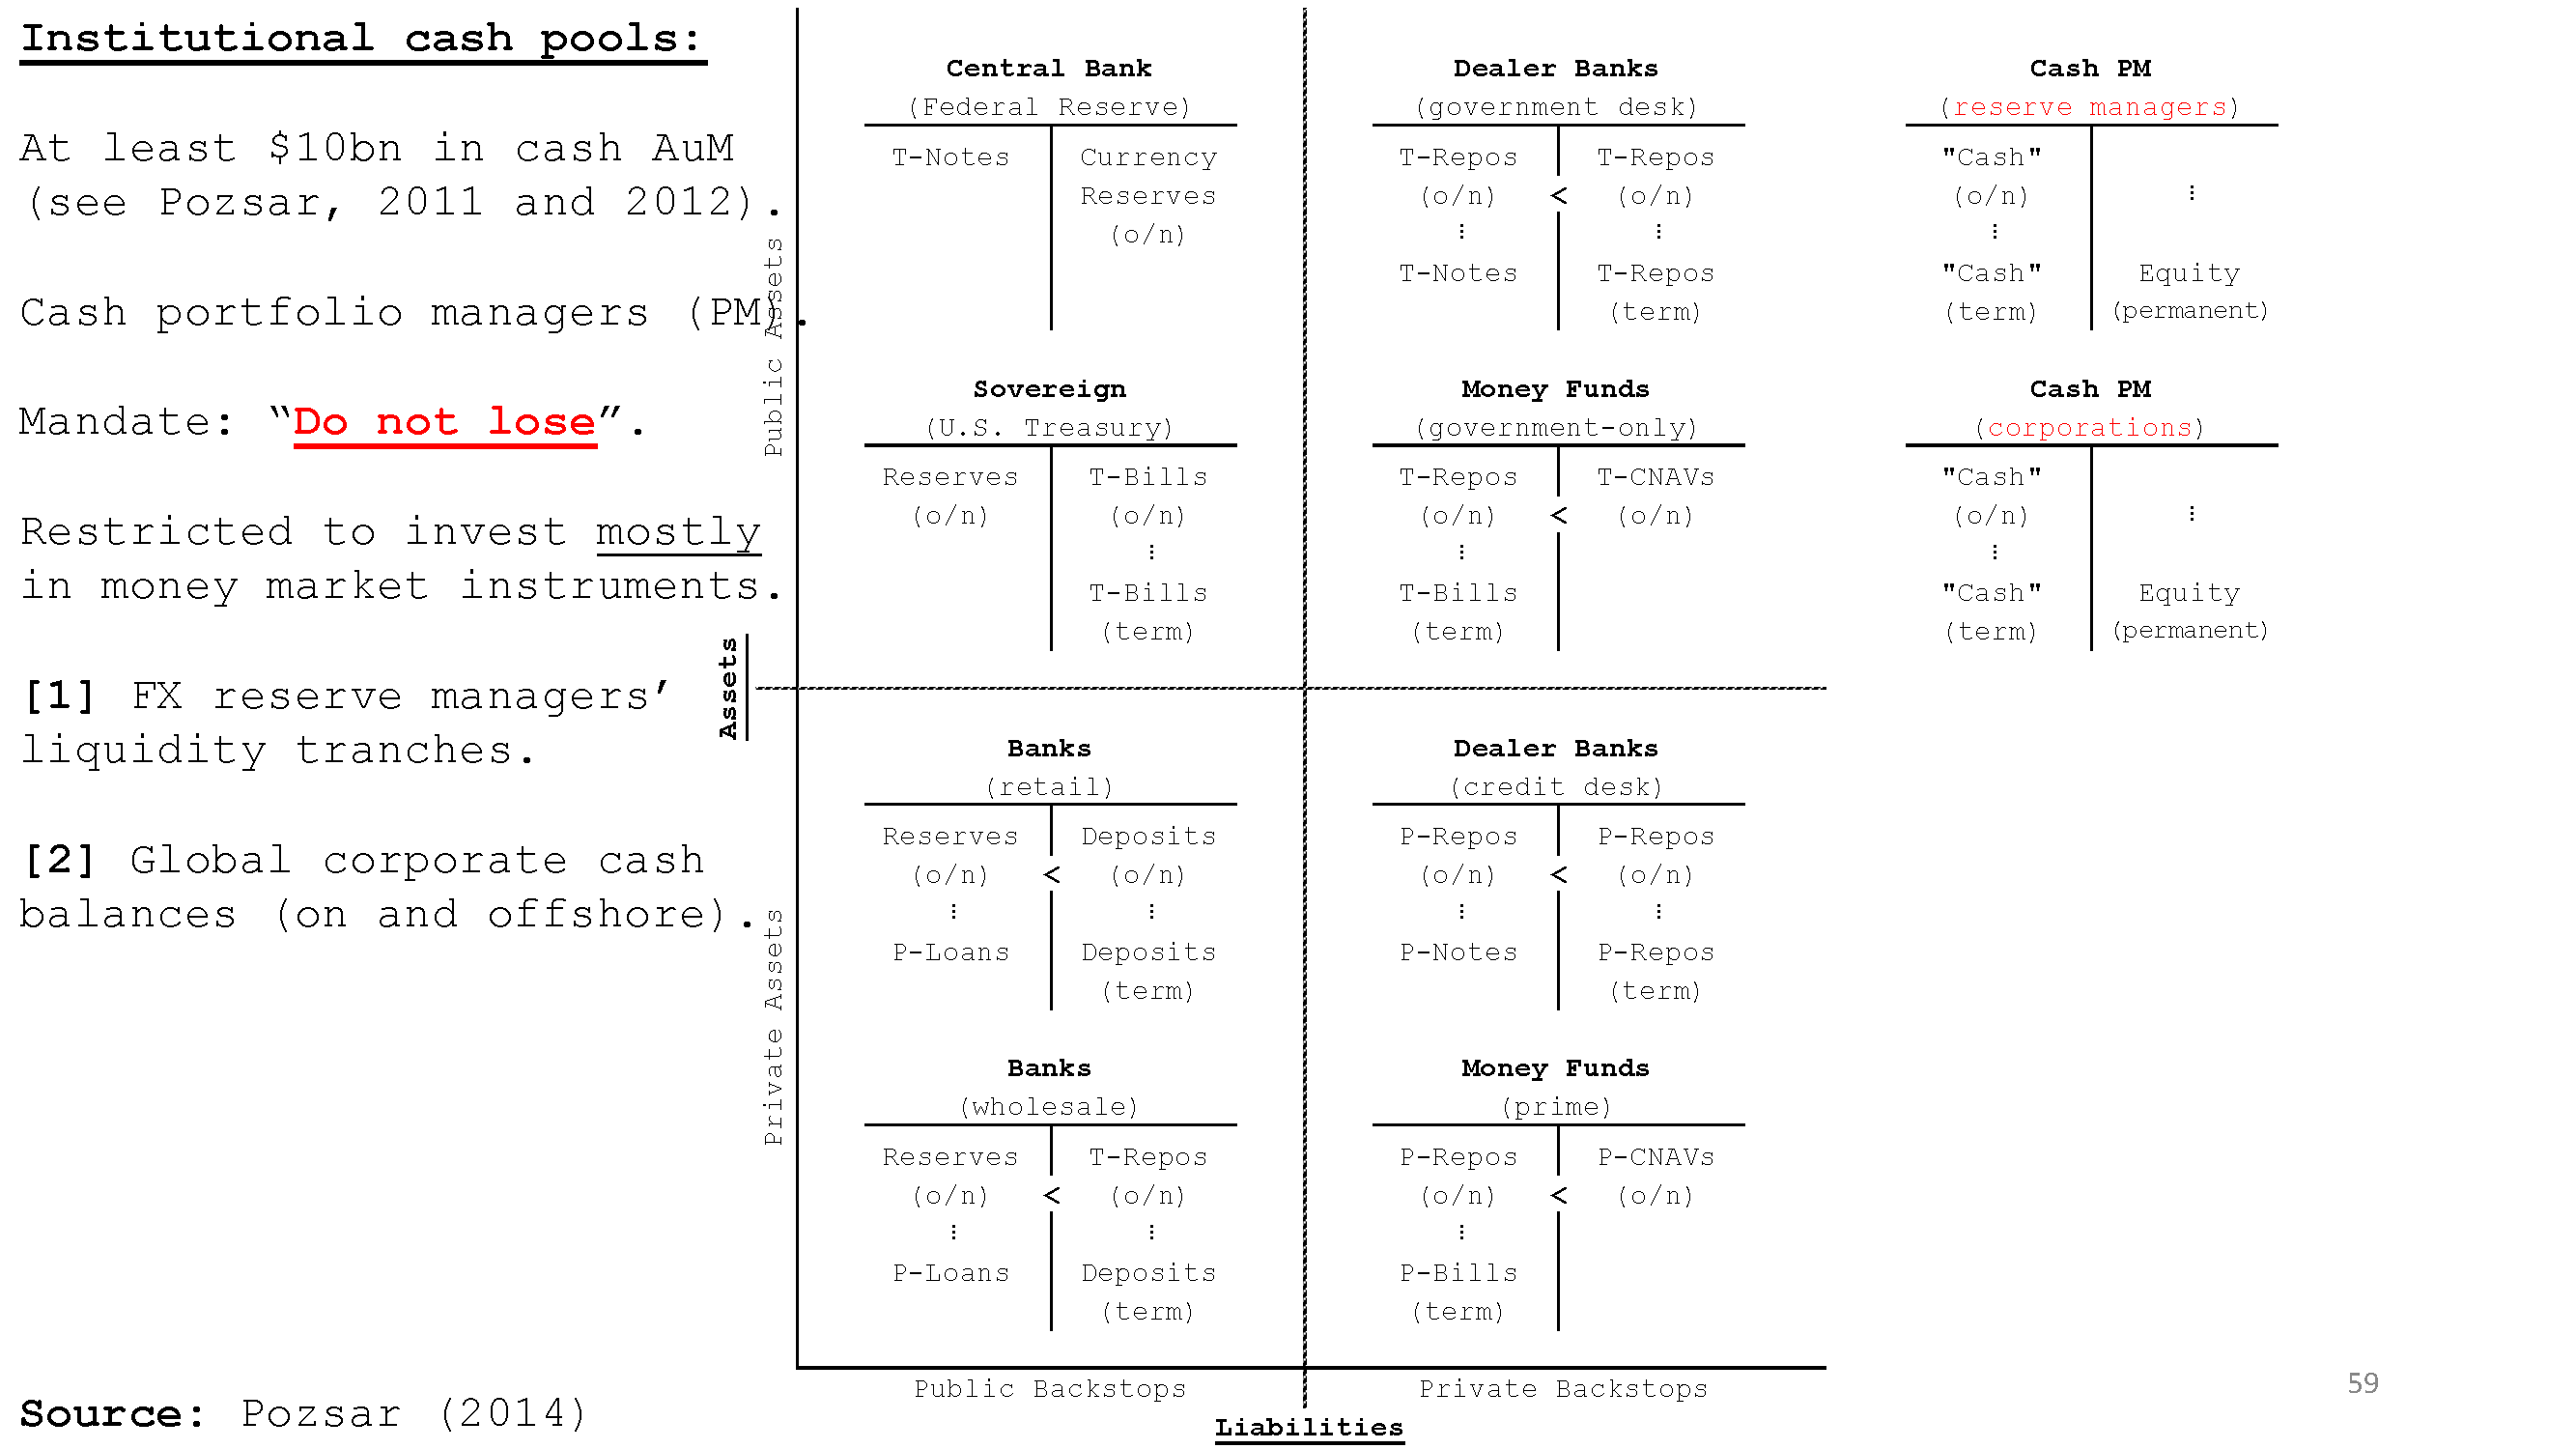 Institutional cash pools:
At least $10bn in cash AuM
(see Pozsar, 2011 and 2012).
Cash portfolio managers (PM).
Mandate: “Do not lose”.
Restricted to invest mostly
in money market instruments.
[1] FX reserve managers’
liquidity tranches.
[2] Global corporate cash
balances (on and offshore).
Source: Pozsar (2014)
Assets
Public Assets
Private Assets
Central Bank
(Federal Reserve)
T-Notes Currency
Reserves
(o/n)
Sovereign
(U.S. Treasury)
Reserves T-Bills
(o/n) (o/n)
⋮
T-Bills
(term)
Dealer Banks
(government desk)
T-Repos T-Repos
(o/n) < (o/n)
⋮ ⋮
T-Notes T-Repos
(term)
Money Funds
(government-only)
T-Repos T-CNAVs
(o/n) < (o/n)
⋮
T-Bills
(term)
Cash PM
(reserve managers)
"Cash"
(o/n) ⋮
⋮
"Cash" Equity
(term) (permanent)
Cash PM
(corporations)
"Cash"
(o/n) ⋮
⋮
"Cash" Equity
(term) (permanent)
Banks
(retail)
Reserves Deposits
(o/n) < (o/n)
⋮ ⋮
P-Loans Deposits
(term)
Banks
(wholesale)
Reserves T-Repos
(o/n) < (o/n)
⋮ ⋮
P-Loans Deposits
(term)
Dealer Banks
(credit desk)
P-Repos P-Repos
(o/n) < (o/n)
⋮ ⋮
P-Notes P-Repos
(term)
Money Funds
(prime)
P-Repos P-CNAVs
(o/n) < (o/n)
⋮
P-Bills
(term)
Public Backstops Private Backstops
Liabilities
59